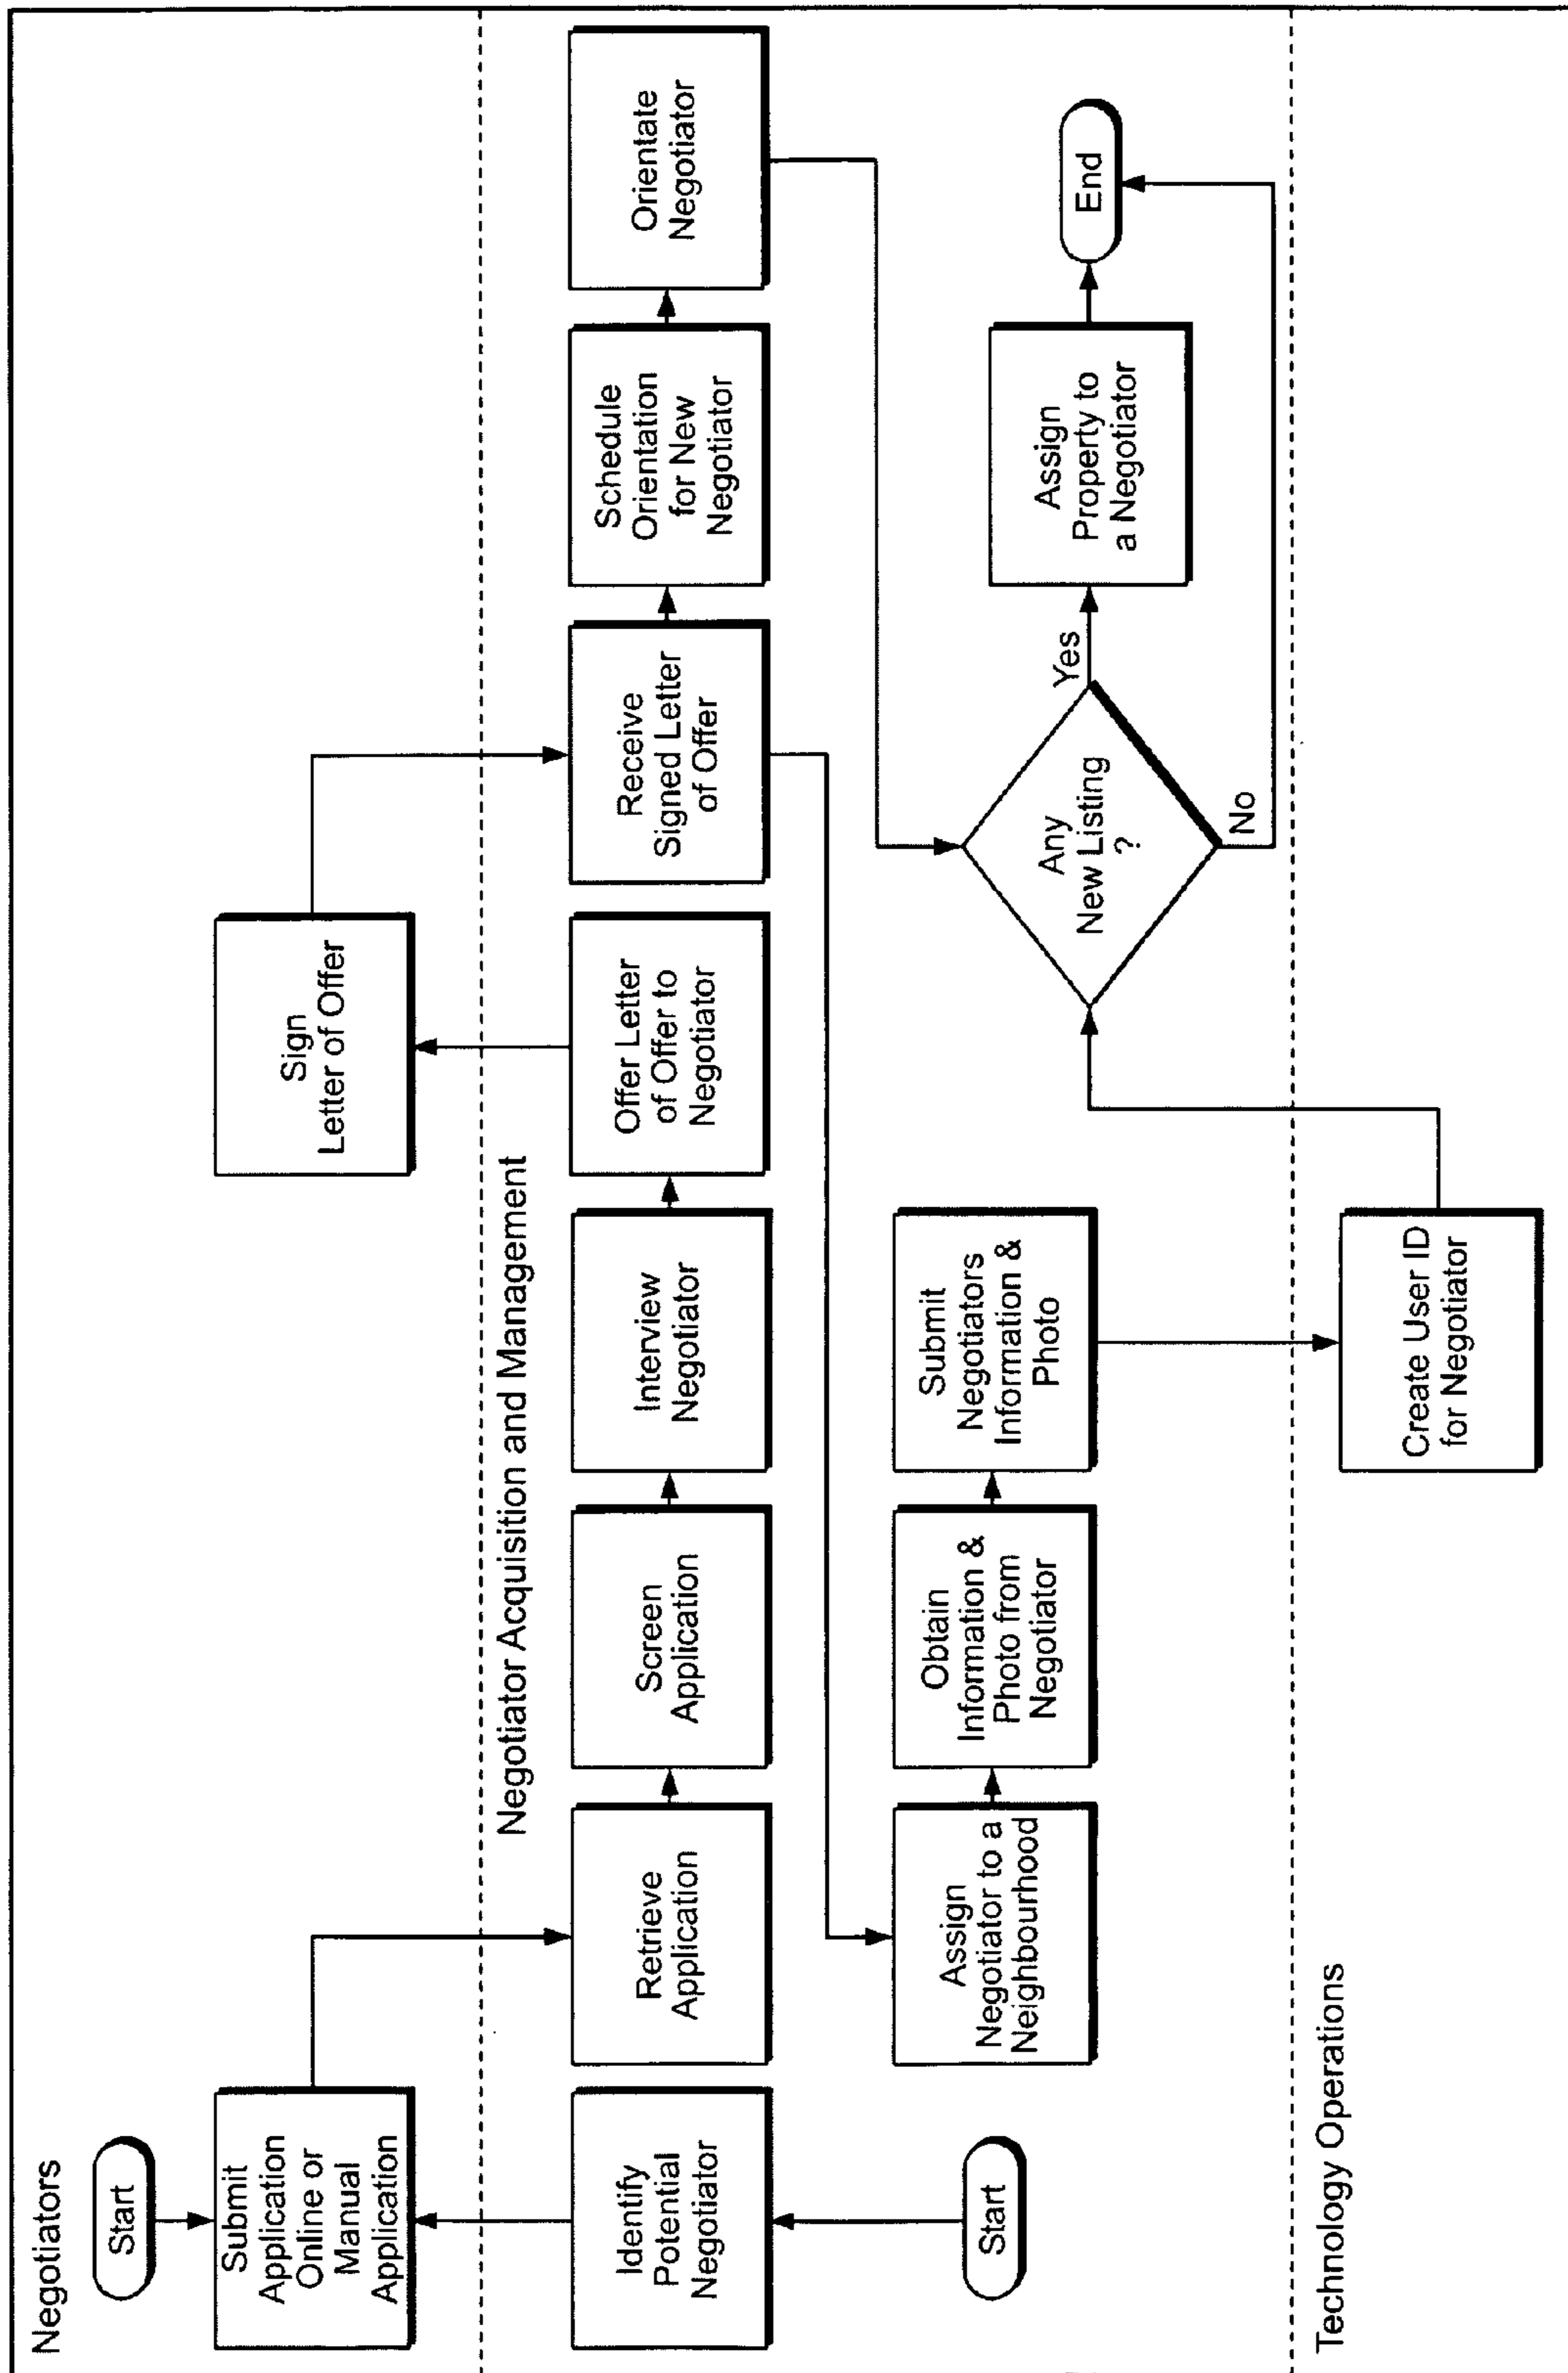 Negotiators
Start
Submit
Application
Online or
Manual
Application
Sign
Letter of Offer
Negotiator Acquisition and Management
Identify
Potential
Negotiator
Retrieve
Application
Screen
Application
Interview
Negotiator
Offer Letter
of Offer to
Negotiator
Receive
Signed Letter
of Offer
Schedule
Orientation
for New
Negotiator
Orientate
Negotiator
Start
Assign
Negotiator to a
Neighbourhood
Obtain
Information &
Photo from
Negotiator
Submit
Negotiators
Information &
Photo
Any
New Listing
?
Yes
No
Assign
Property to
a Negotiator
End
Technology Operations
Create User ID
for Negotiator